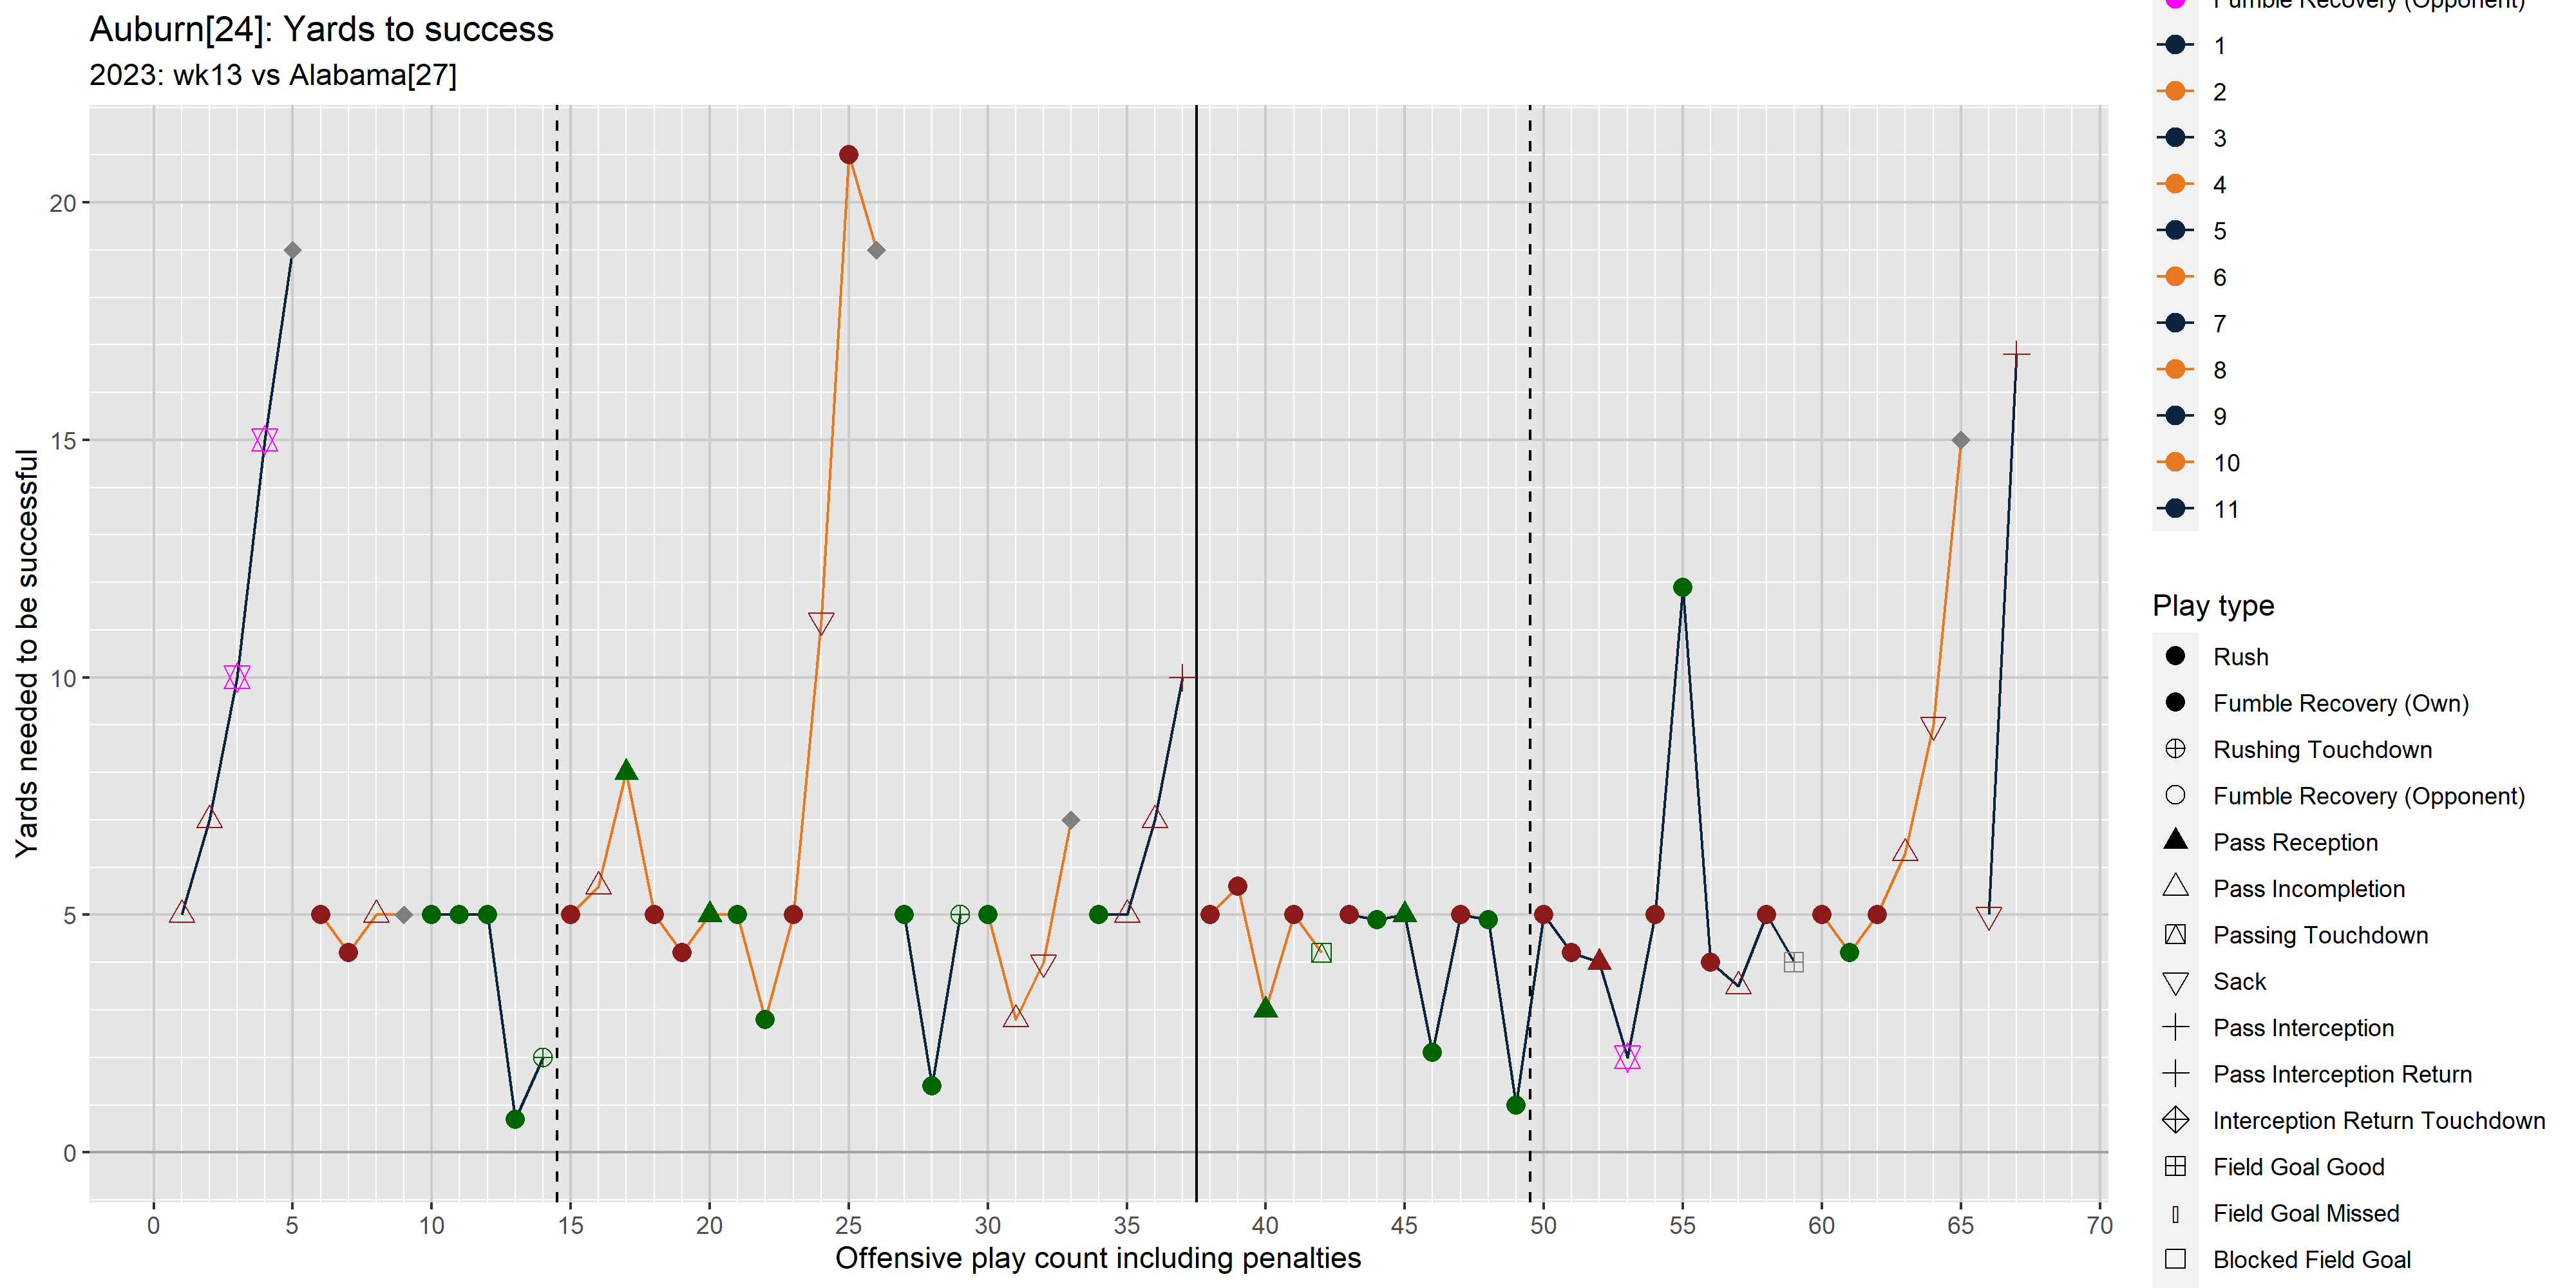 Auburn[24]: Yards to success
2023: wk13 vs Alabama[27]
Yards needed to be successful
20
15
10
5
0
0 5 10 15 20 25 30 35 40 45 50 55 60 65 70
Offensive play count including penalties
Fumble Recovery (Opponent)
1
2
3
4
5
6
7
8
9
10
11
Play type
Rush
Fumble Recovery (Own)
Rushing Touchdown
Fumble Recovery (Opponent)
Pass Reception
Pass Incompletion
Passing Touchdown
Sack
Pass Interception
Pass Interception Return
Interception Return Touchdown
Field Goal Good
Field Goal Missed
Blocked Field Goal